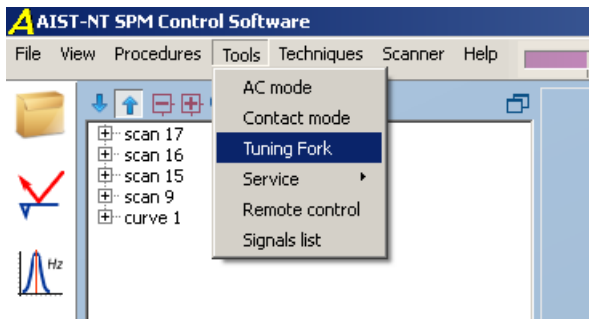 AIST-NT SPM Control Software
File View Procedures Tools Techniques Scanner Help
AC mode
Contact mode
Tuning Fork
Service
Remote control
Signals list
scan 17
scan 16
scan 15
scan 9
curve 1
Hz